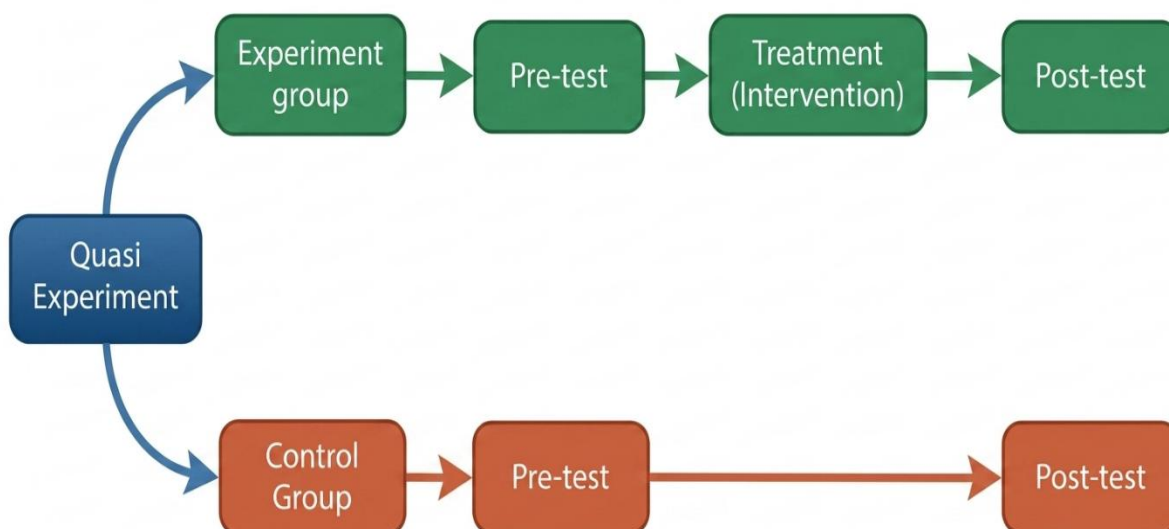 Experiment
group
Pre-test
Treatment
(Intervention)
Post-test
Quasi
Experiment
Control
Group
Pre-test
Post-test